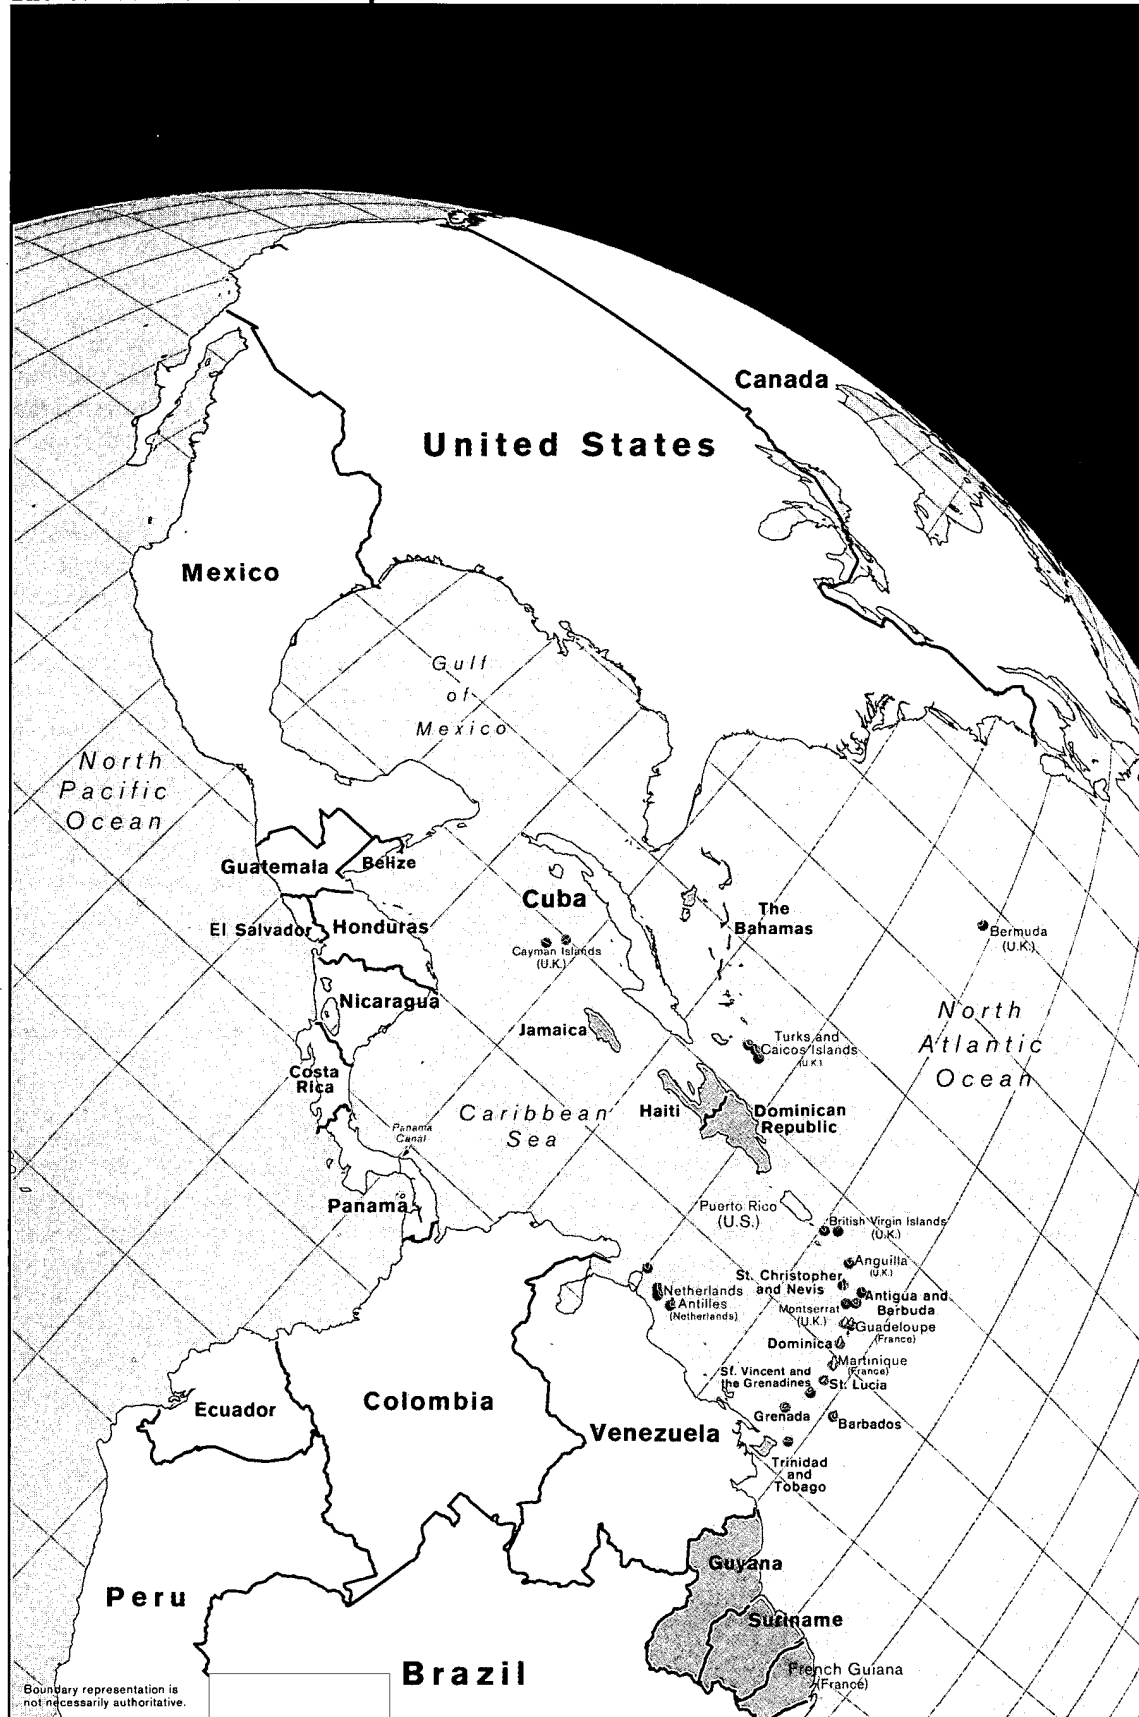 Canada
United States
Mexico
Gulf
of
Mexico
North
Pacific
Ocean
Guatemala
Belize
Cuba
The
Bahamas
El Salvador
Honduras
Bermuda
(U.K.)
Cayman Islands
(U.K.)
Nicaragua
North
Atlantic
Ocean
Jamaica
Turks and
Caicos Islands
(U.K.)
Costa
Rica
Haiti
Dominican
Republic
Caribbean
Sea
Panama
Canal
Panama
Puerto Rico
(U.S.)
British Virgin Islands
(U.K.)
Anguilla
(U.K.)
St. Christopher
and Nevis
Netherlands
Antilles
(Netherlands)
Antigua and
Barbuda
Montserrat
(U.K.)
Guadeloupe
(France)
Dominica
Martinique
(France)
St. Vincent and
the Grenadines
St. Lucia
Grenada
Barbados
Ecuador
Colombia
Venezuela
Trinidad
and
Tobago
Guyana
Peru
Suriname
Brazil
French Guiana
(France)
Boundary representation is
not necessarily authoritative.